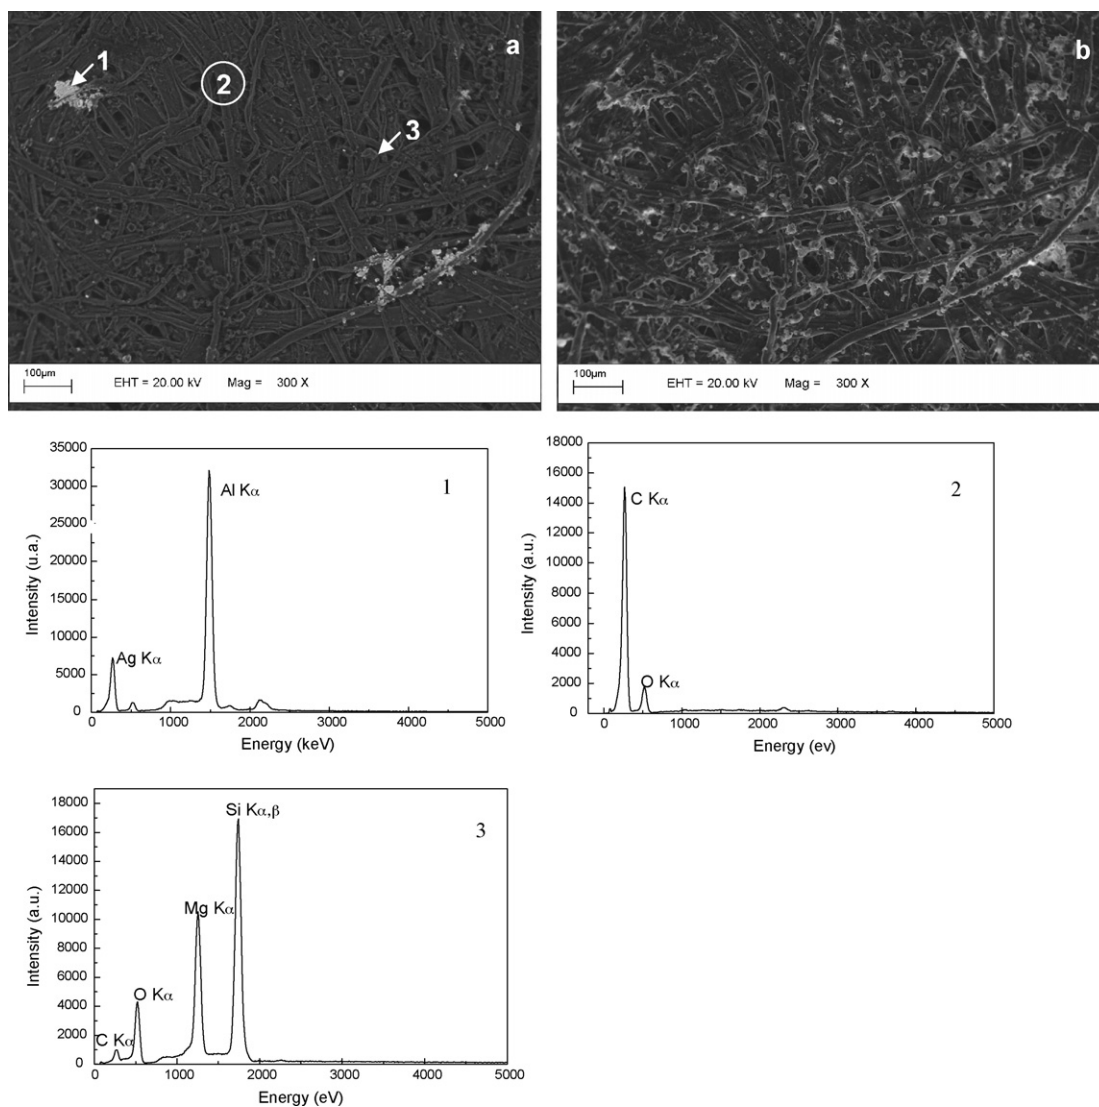 a
1
2
3
100µm
EHT = 20.00 kV
Mag = 300 X
b
100µm
EHT = 20.00 kV
Mag = 300 X
35000
30000
25000
20000
15000
10000
5000
0
Intensity (u.a.)
Al Kα
Ag Kα
1
0 1000 2000 3000 4000 5000
Energy (keV)
18000
16000
14000
12000
10000
8000
6000
4000
2000
0
Intensity (a.u.)
C Kα
O Kα
2
0 1000 2000 3000 4000 5000
Energy (ev)
18000
16000
14000
12000
10000
8000
6000
4000
2000
0
Intensity (a.u.)
Si Kα,β
Mg Kα
O Kα
C Kα
3
0 1000 2000 3000 4000 5000
Energy (eV)